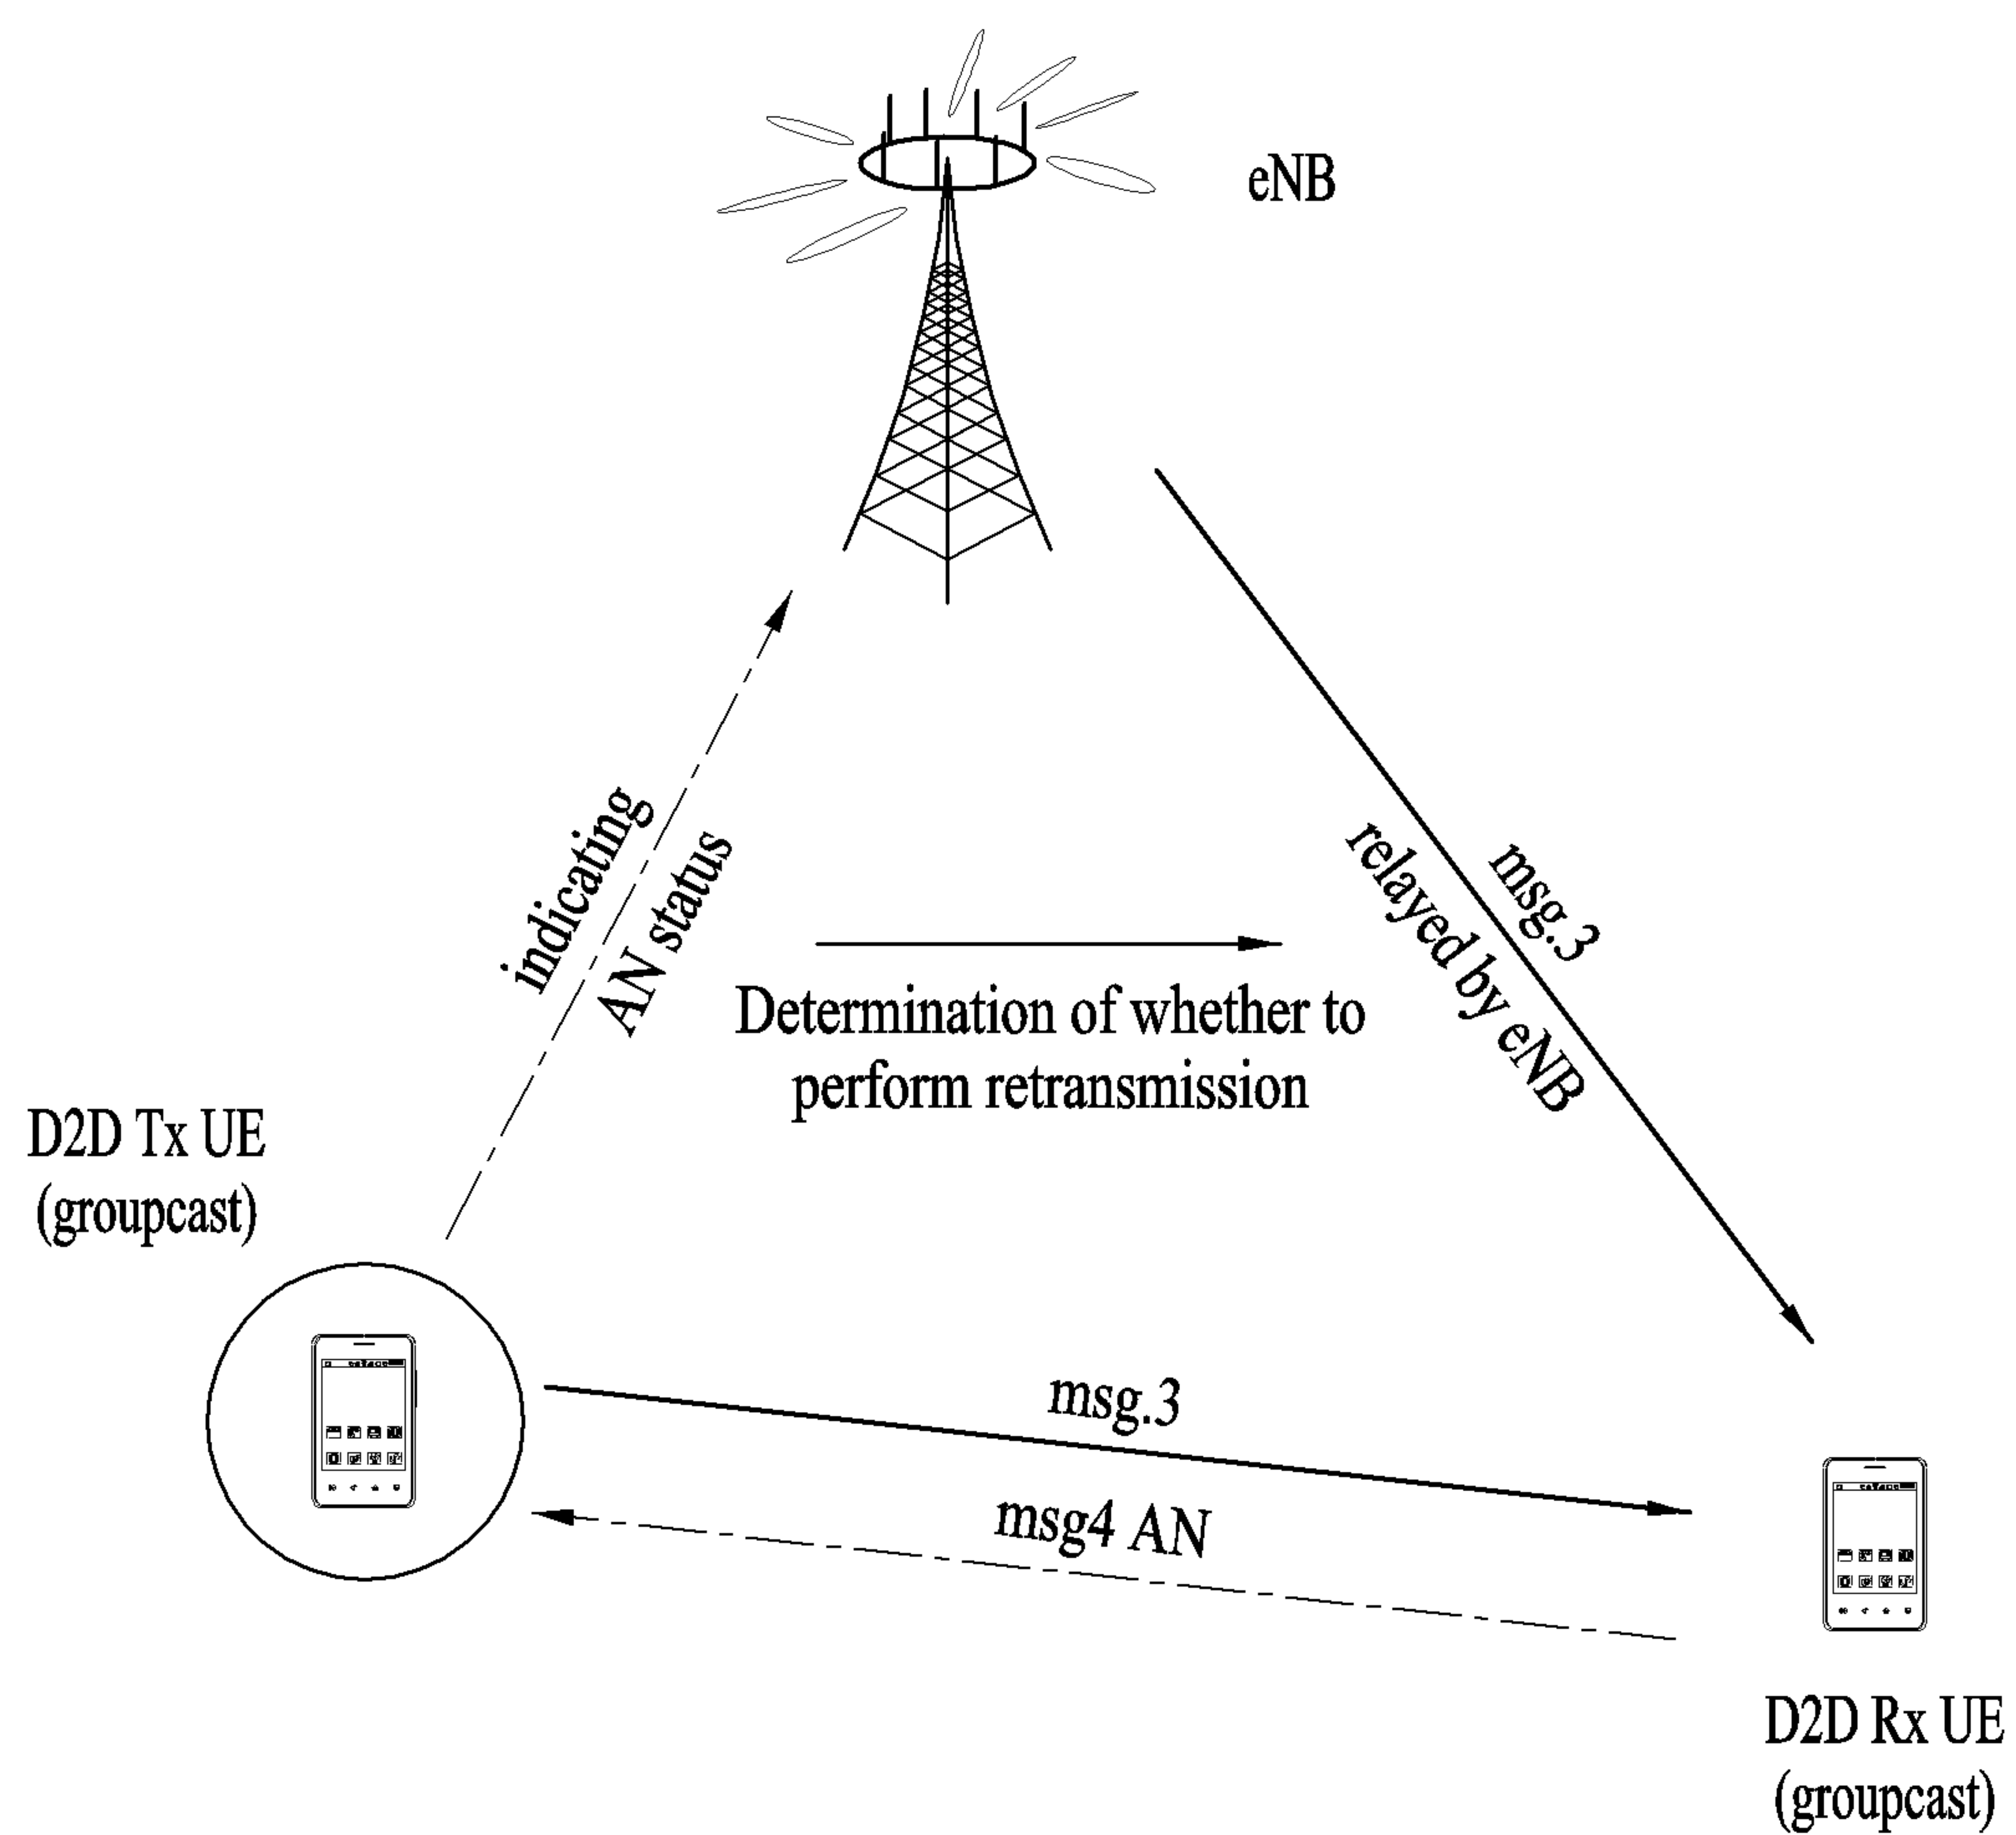 eNB
indicating
AN status
msg.3
relayed by eNB
Determination of whether to
perform retransmission
D2D Tx UE
(groupcast)
msg.3
msg4 AN
D2D Rx UE
(groupcast)